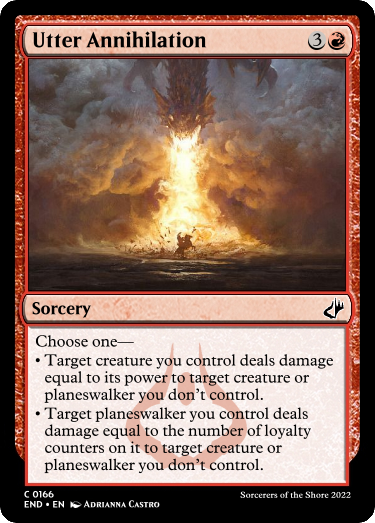 Utter Annihilation 3
Sorcery
Choose one—
• Target creature you control deals damage
equal to its power to target creature or
planeswalker you don't control.
• Target planeswalker you control deals
damage equal to the number of loyalty
counters on it to target creature or
planeswalker you don't control.
C 0166
END • EN Adrianna Castro
Sorcerers of the Shore 2022